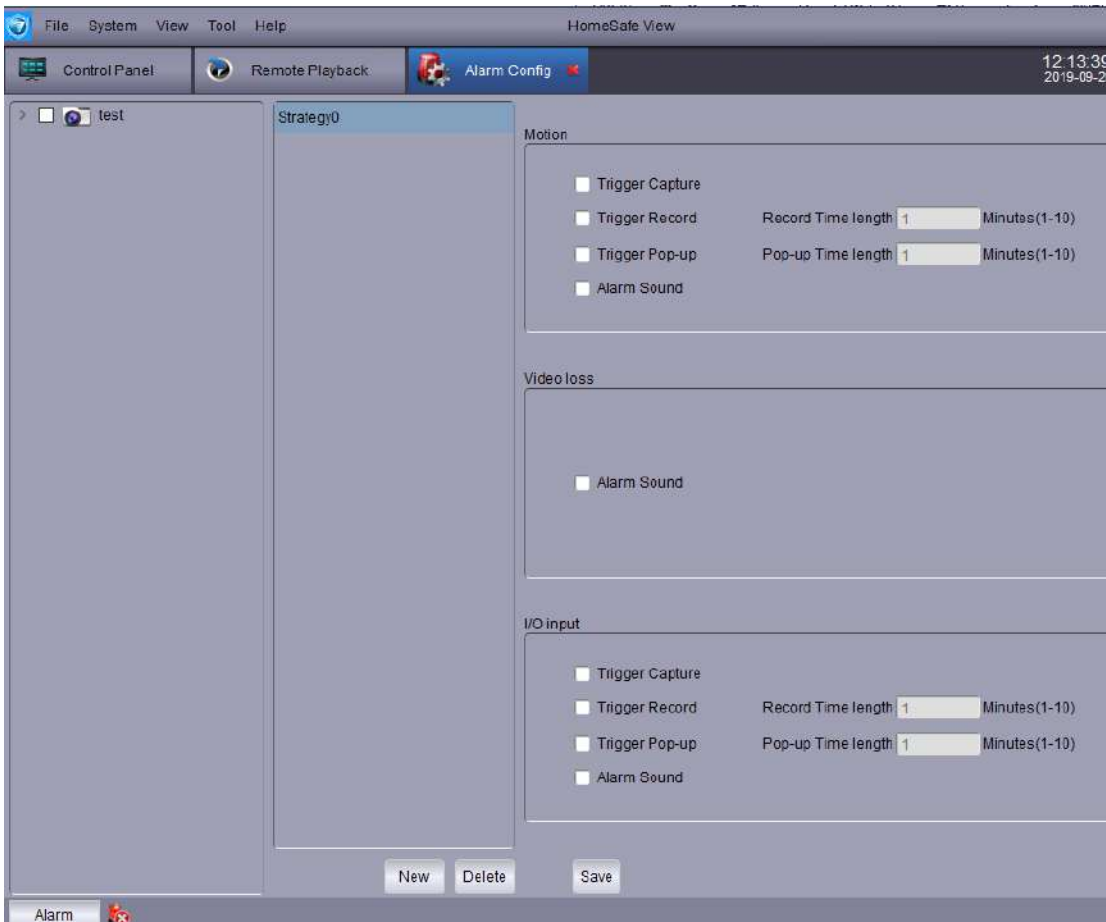 File System View Tool Help HomeSafe View
Control Panel Remote Playback Alarm Config 12:13:39
2019-09-2
test Strategy0
Motion
Trigger Capture
Trigger Record Record Time length 1 Minutes(1-10)
Trigger Pop-up Pop-up Time length 1 Minutes(1-10)
Alarm Sound
Video loss
Alarm Sound
I/O input
Trigger Capture
Trigger Record Record Time length 1 Minutes(1-10)
Trigger Pop-up Pop-up Time length 1 Minutes(1-10)
Alarm Sound
New Delete Save
Alarm